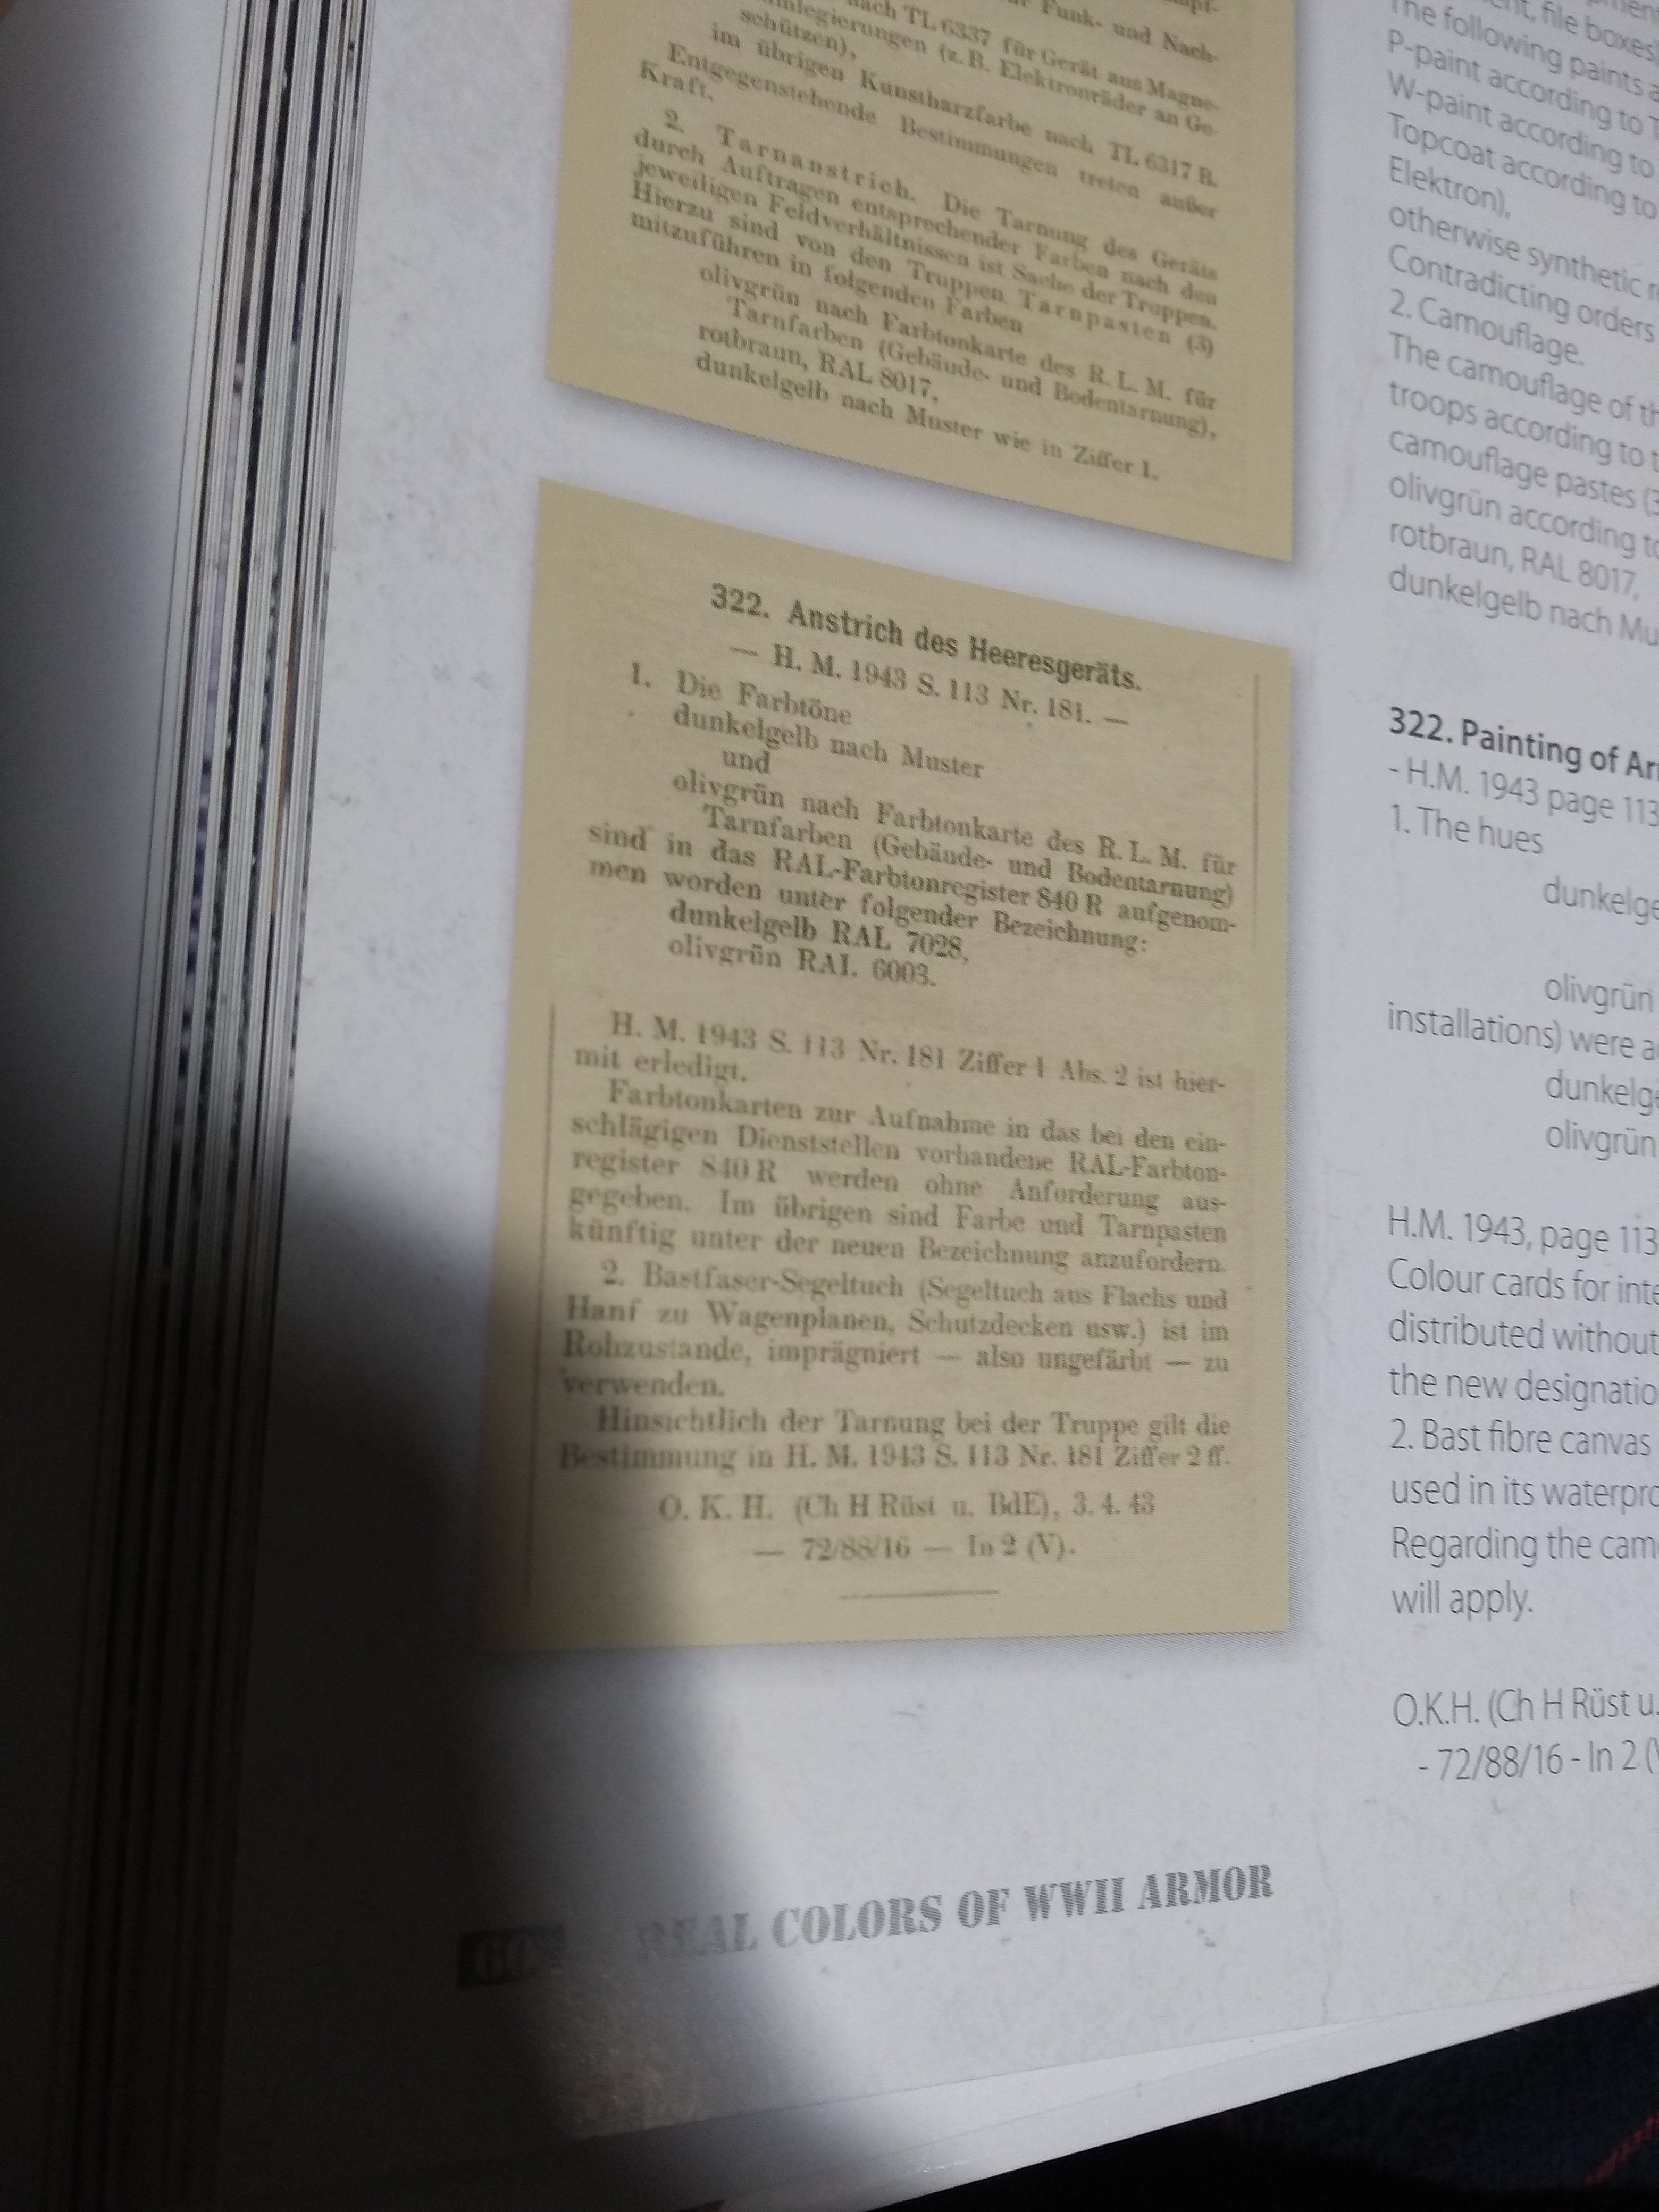 Funk- und Nach-
nach TL 6337 für Gerät aus Magne-
(z. B. Elektronräder an Ge-
schützen),
im übrigen Kunstharzfarbe nach TL 6317 B.
Entgegenstehende Bestimmungen treten außer
Kraft.
2. Tarnanstrich. Die Tarnung des Geräts
durch Auftragen entsprechender Farben nach den
jeweiligen Feldverhältnissen ist Sache der Truppen.
Hierzu sind von den Truppen Tarnpasten (3)
mitzuführen in folgenden Farben
olivgrün nach Farbtonkarte des R. L. M. für
Tarnfarben (Gebäude- und Bodentarnung),
rotbraun, RAL 8017,
dunkelgelb nach Muster wie in Ziffer 1.
322. Anstrich des Heeresgeräts.
— H. M. 1943 S. 113 Nr. 181. —
1. Die Farbtöne
dunkelgelb nach Muster
und
olivgrün nach Farbtonkarte des R. L. M. für
Tarnfarben (Gebäude- und Bodentarnung)
sind in das RAL-Farbtonregister 840 R aufgenom-
men worden unter folgender Bezeichnung:
dunkelgelb RAL 7028,
olivgrün RAL 6003.
H. M. 1943 S. 113 Nr. 181 Ziffer 1 Abs. 2 ist hier-
mit erledigt.
Farbtonkarten zur Aufnahme in das bei den ein-
schlägigen Dienststellen vorhandene RAL-Farbton-
register 840 R werden ohne Anforderung aus-
gegeben. Im übrigen sind Farbe und Tarnpasten
künftig unter der neuen Bezeichnung anzufordern.
2. Bastfaser-Segeltuch (Segeltuch aus Flachs und
Hanf zu Wagenplanen, Schutzdecken usw.) ist im
Rohzustande, imprägniert — also ungefärbt — zu
verwenden.
Hinsichtlich der Tarnung bei der Truppe gilt die
Bestimmung in H. M. 1943 S. 113 Nr. 181 Ziffer 2 ff.
O. K. H. (Ch H Rüst u. BdE), 3. 4. 43
— 72/88/16 — In 2 (V).
file boxes)
The following paints
P-paint according to
W-paint according to
Topcoat according to
Elektron),
otherwise synthetic
Contradicting orders
2. Camouflage.
The camouflage of
troops according to
camouflage pastes
olivgrün according
rotbraun, RAL 8017,
dunkelgelb nach
322. Painting of
- H.M. 1943 page 113
1. The hues
olivgrün
installations) were
olivgrün
H.M. 1943, page 113
Colour cards for
distributed without
the new
2. Bast fibre canvas
used in its
Regarding the
will apply.
O.K.H. (Ch H Rüst u.
- 72/88/16 - In 2
REAL COLORS OF WWII ARMOR